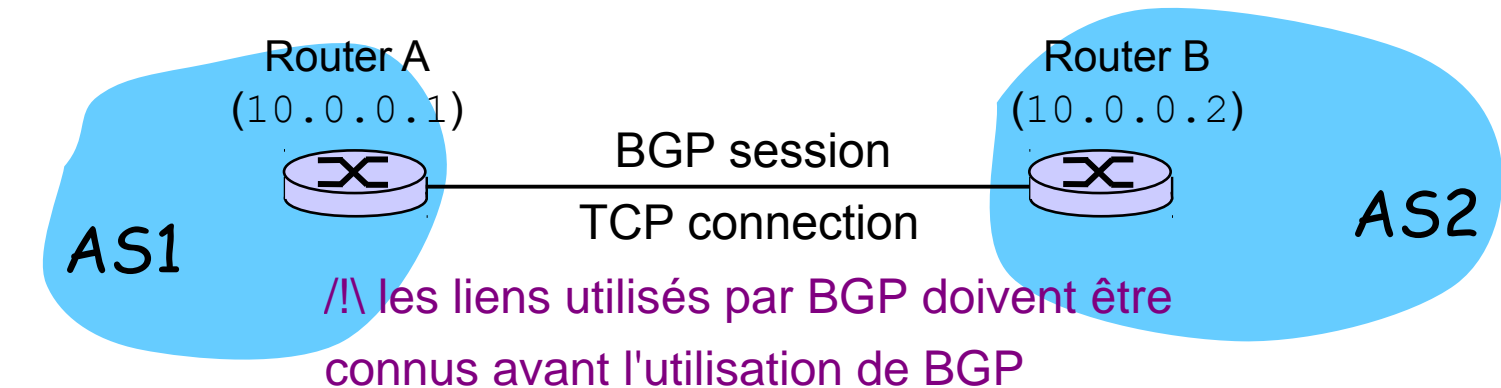 Router A
(10.0.0.1)
Router B
(10.0.0.2)
BGP session
TCP connection
AS1
AS2
/!\ les liens utilisés par BGP doivent être
connus avant l'utilisation de BGP